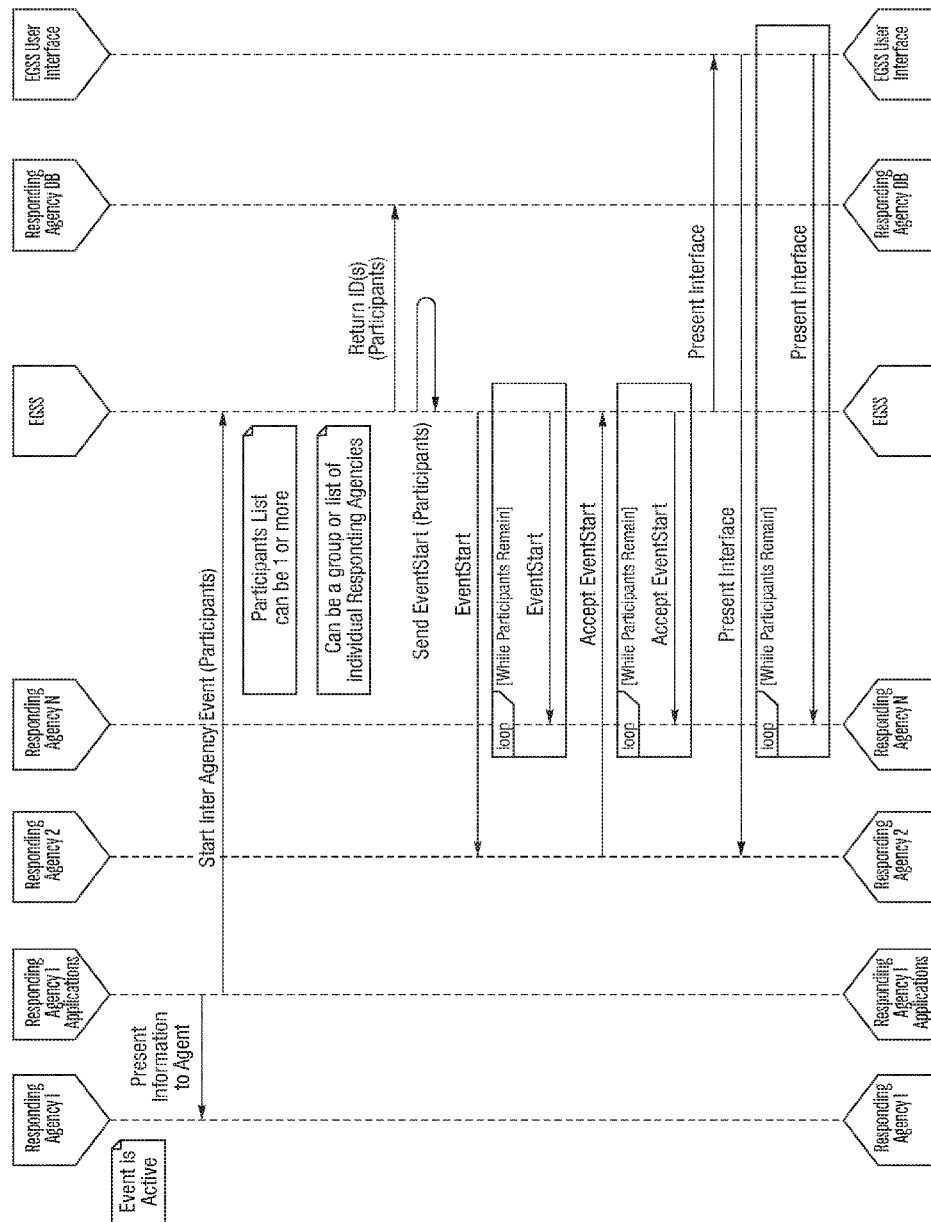 Responding
Agency 1
Responding
Agency 1
Applications
Responding
Agency 2
Responding
Agency N
EGSS
Responding
Agency DB
EGSS User
Interface
Event is
Active
Present
Information
to Agent
Start Inter Agency Event (Participants)
Participants List
can be 1 or more
Can be a group or list of
individual Responding Agencies
Return ID(s)
(Participants)
Send EventStart (Participants)
EventStart
loop
[While Participants Remain]
EventStart
Accept EventStart
loop
[While Participants Remain]
Accept EventStart
Present Interface
Present Interface
loop
[While Participants Remain]
Present Interface
Responding
Agency 1
Responding
Agency 1
Applications
Responding
Agency 2
Responding
Agency N
EGSS
Responding
Agency DB
EGSS User
Interface